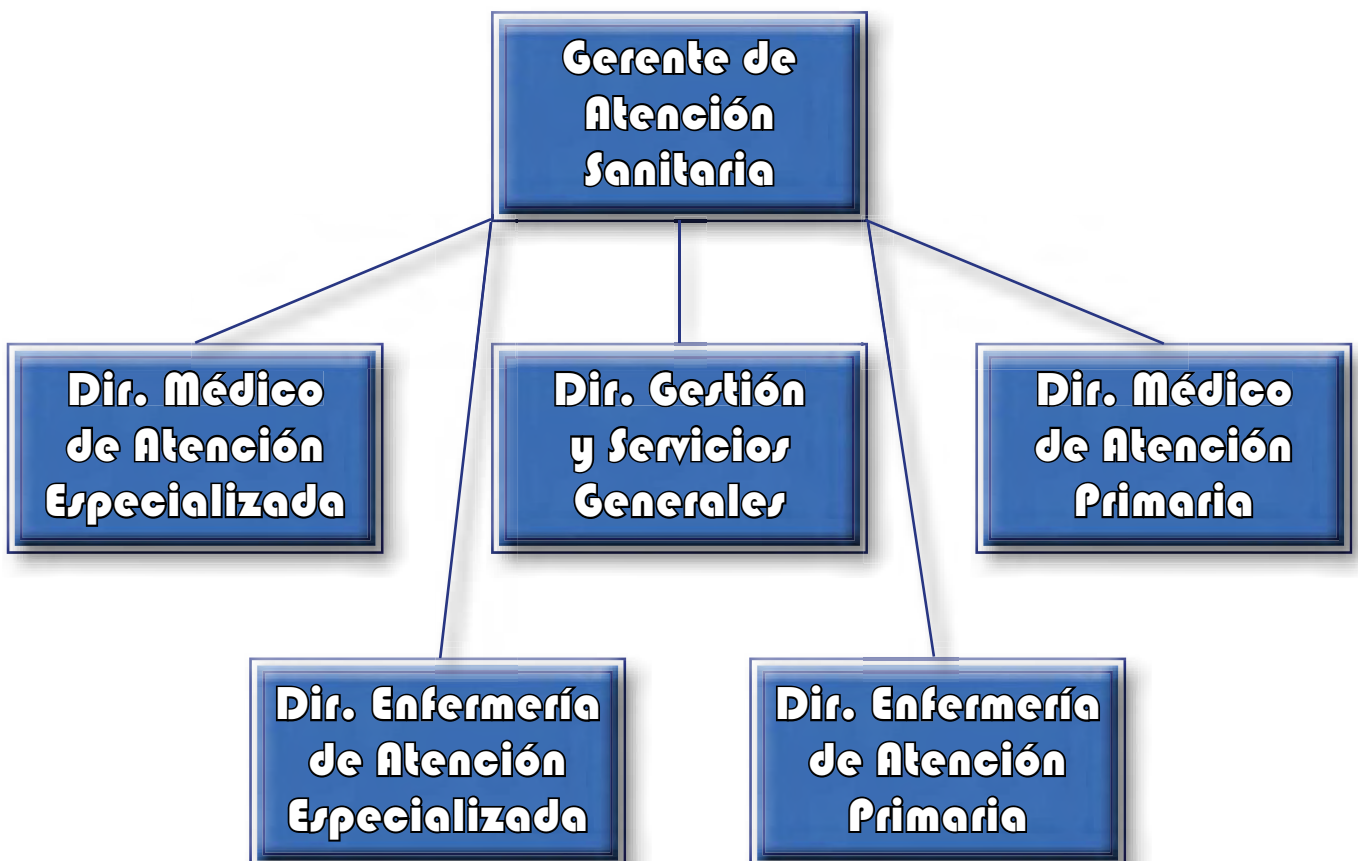 Gerente de
Atención
Sanitaria
Dir. Médico
de Atención
Especializada
Dir. Gestión
y Servicios
Generales
Dir. Médico
de Atención
Primaria
Dir. Enfermería
de Atención
Especializada
Dir. Enfermería
de Atención
Primaria